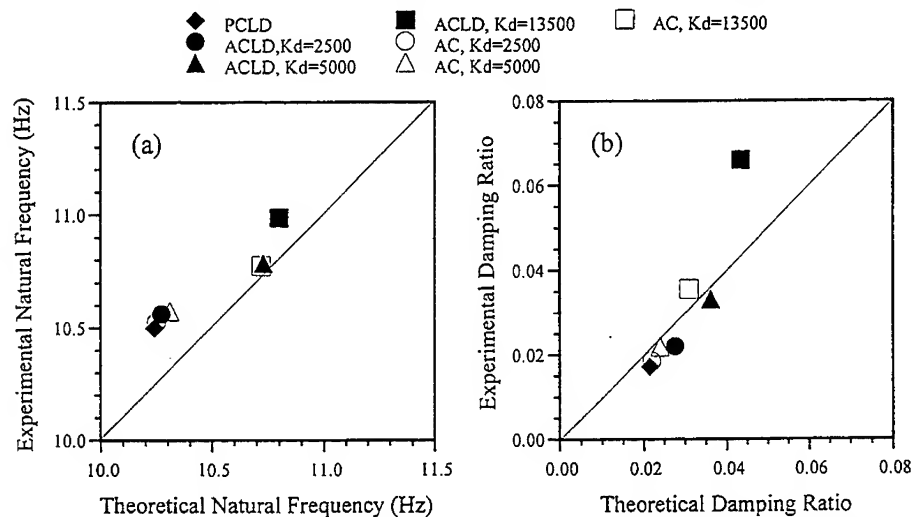 PCLD
ACLD, Kd=13500
AC, Kd=13500
ACLD,Kd=2500
AC, Kd=2500
ACLD, Kd=5000
AC, Kd=5000
Experimental Natural Frequency (Hz)
11.5
11.0
10.5
10.0
(a)
10.0 10.5 11.0 11.5
Theoretical Natural Frequency (Hz)
Experimental Damping Ratio
0.08
0.06
0.04
0.02
0.00
(b)
0.00 0.02 0.04 0.06 0.08
Theoretical Damping Ratio